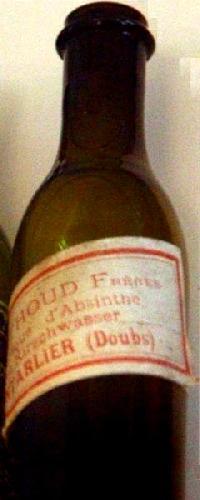 HOUD FRÈRES
d'Absinthe
Kirschwasser
ARLIER (Doubs)